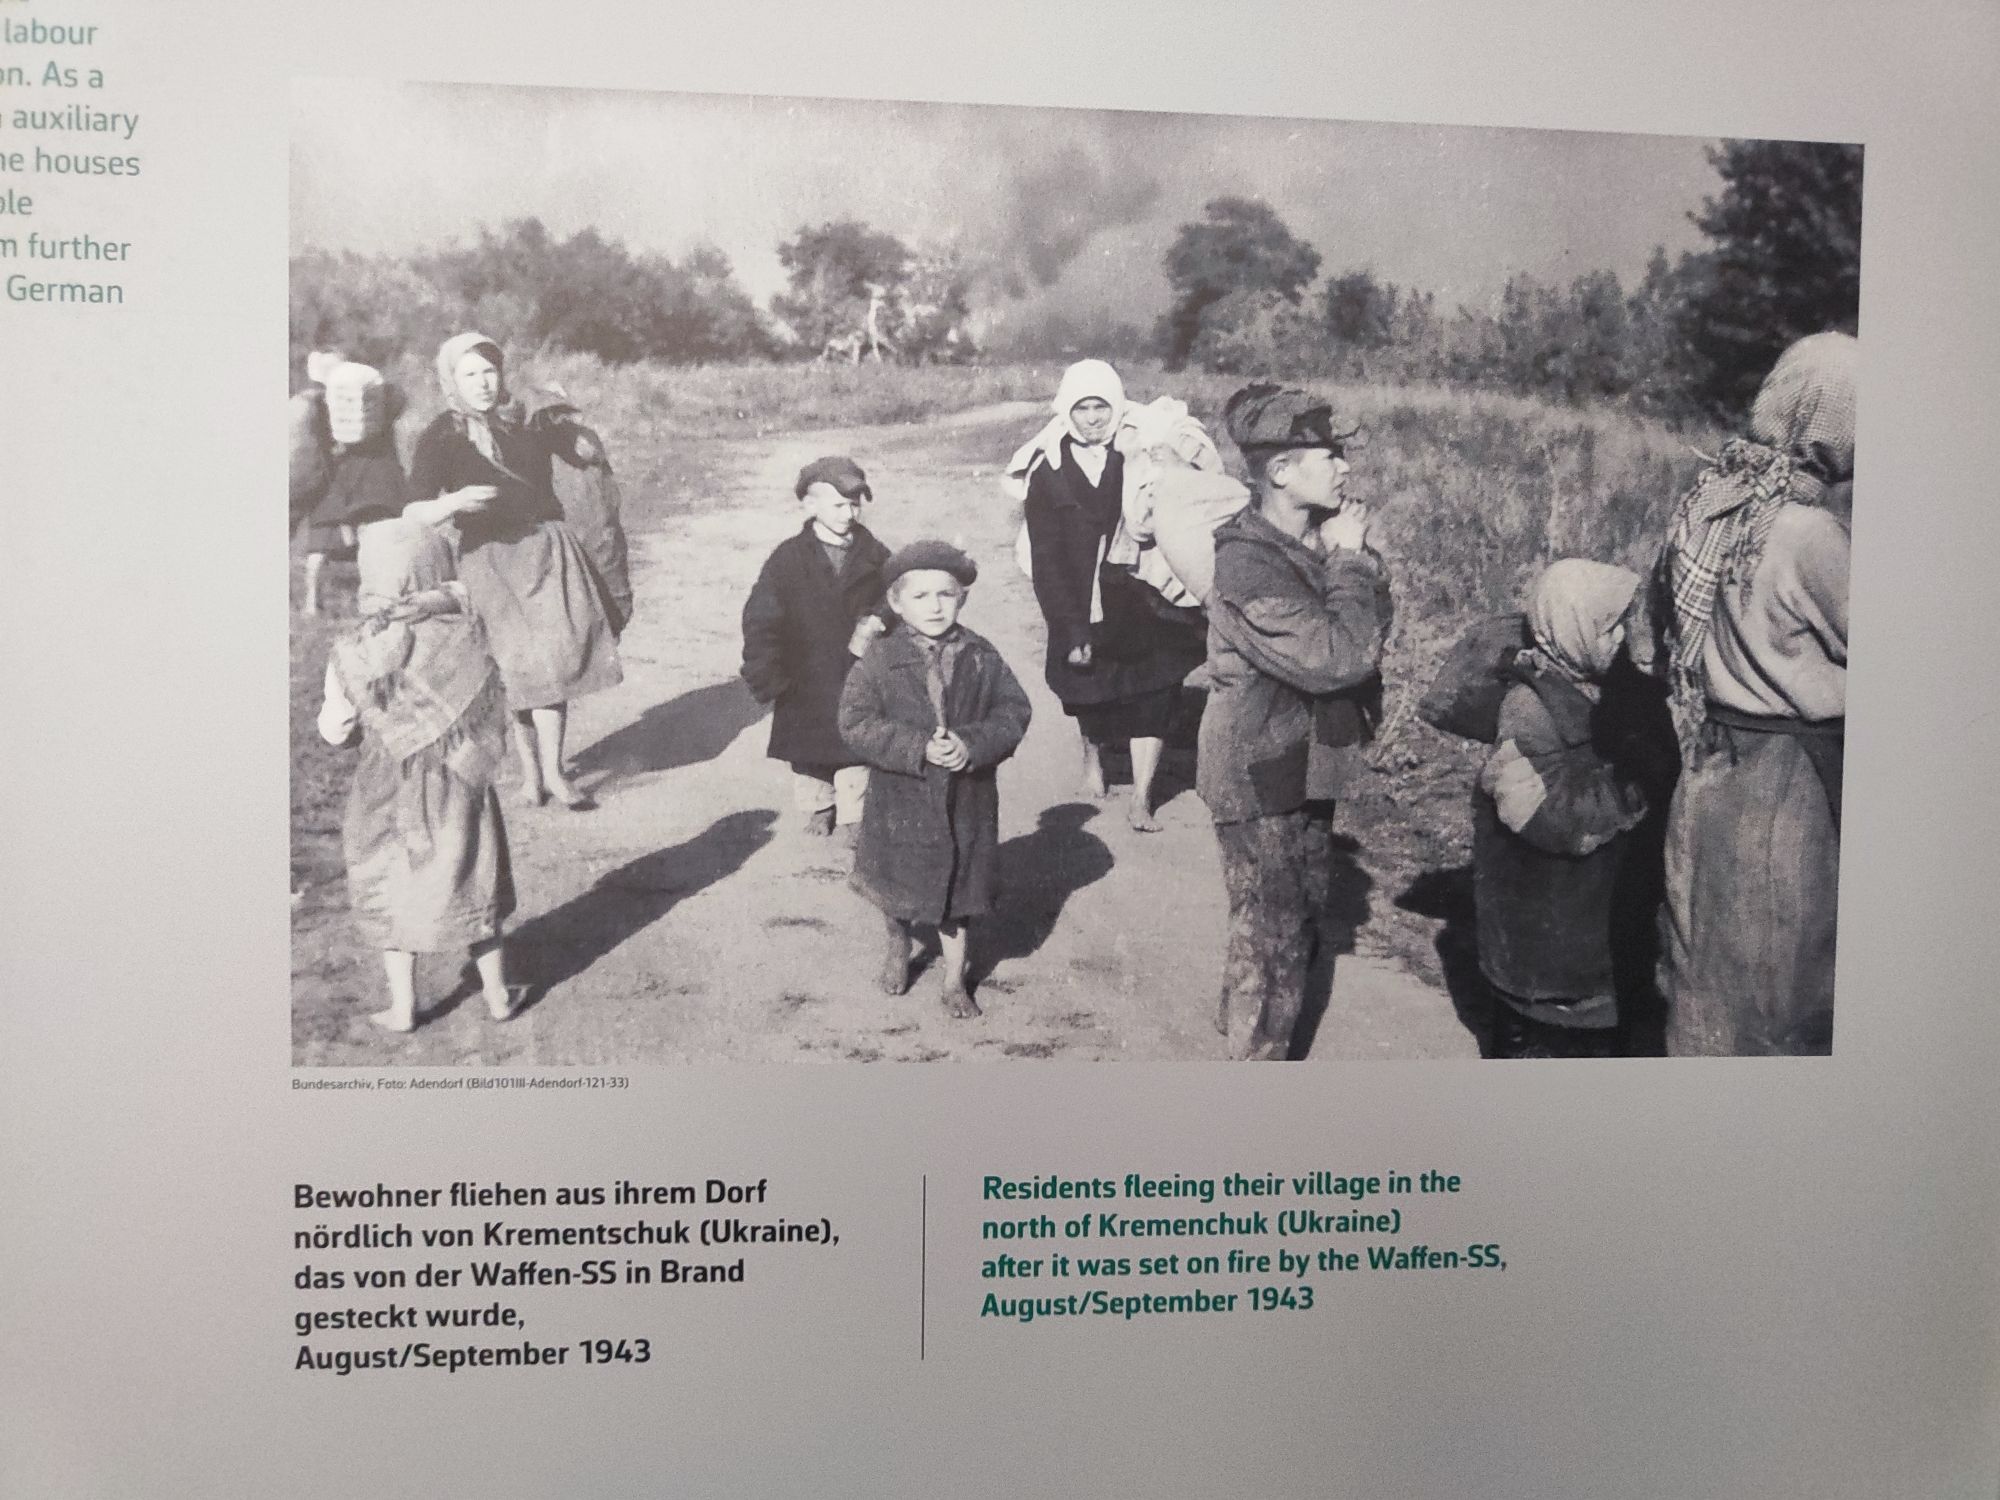 labour
on. As a
auxiliary
he houses
ple
m further
German
Bundesarchiv, Foto: Adendorf (Bild101III-Adendorf-121-33)
Bewohner fliehen aus ihrem Dorf
nördlich von Krementschuk (Ukraine),
das von der Waffen-SS in Brand
gesteckt wurde,
August/September 1943
Residents fleeing their village in the
north of Kremenchuk (Ukraine)
after it was set on fire by the Waffen-SS,
August/September 1943